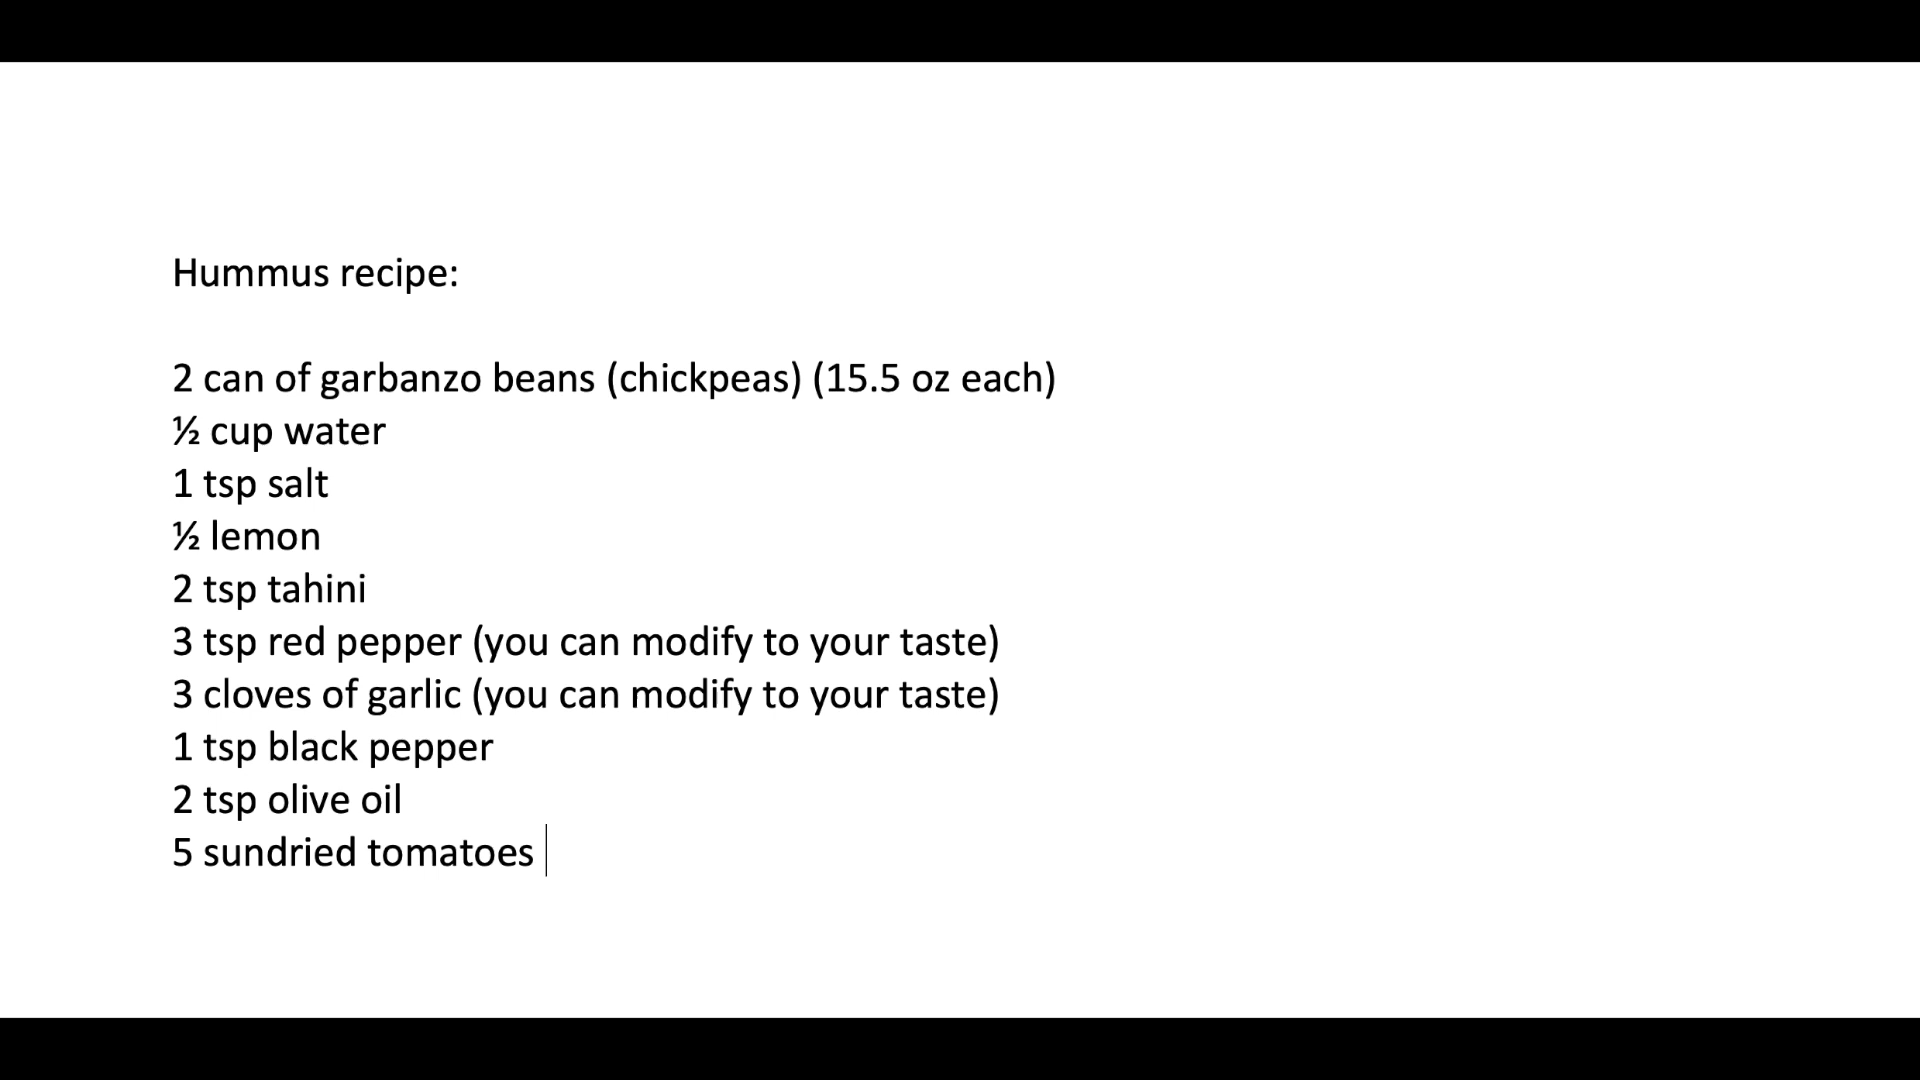 Hummus recipe:
2 can of garbanzo beans (chickpeas) (15.5 oz each)
½ cup water
1 tsp salt
½ lemon
2 tsp tahini
3 tsp red pepper (you can modify to your taste)
3 cloves of garlic (you can modify to your taste)
1 tsp black pepper
2 tsp olive oil
5 sundried tomatoes